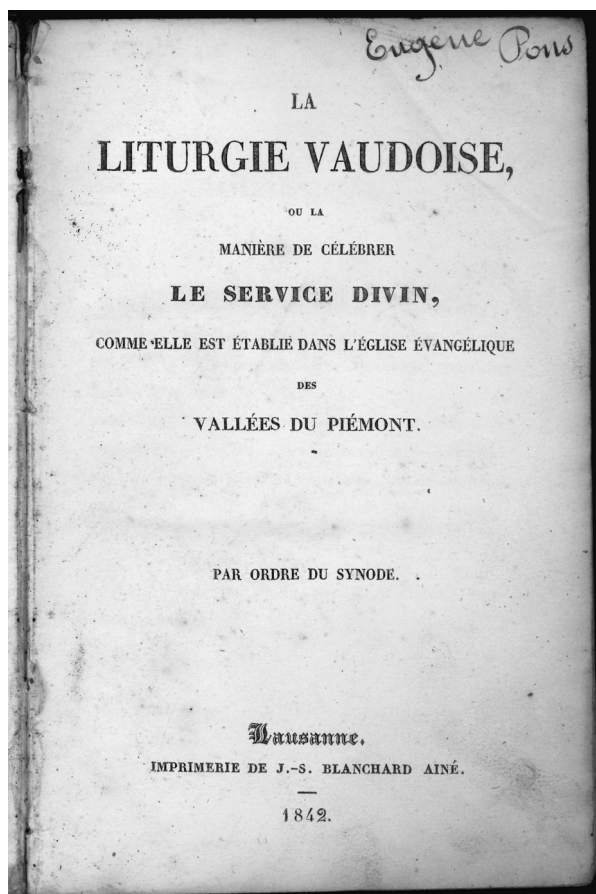 Eugène Pons
LA
LITURGIE VAUDOISE,
OU LA
MANIÈRE DE CÉLÉBRER
LE SERVICE DIVIN,
COMME ELLE EST ÉTABLIE DANS L'ÉGLISE ÉVANGÉLIQUE
DES
VALLÉES DU PIÉMONT.
PAR ORDRE DU SYNODE.
Lausanne.
IMPRIMERIE DE J.-S. BLANCHARD AINÉ.
1842.